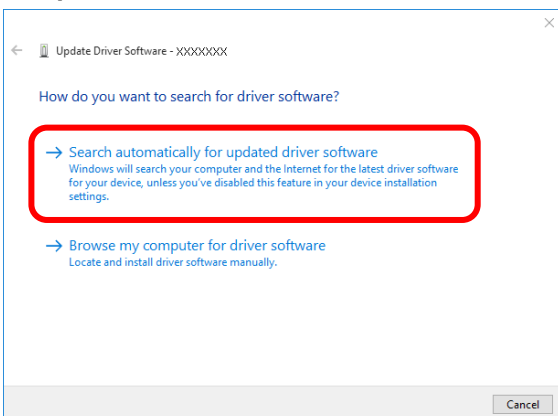 Update Driver Software - XXXXXXX
How do you want to search for driver software?
Search automatically for updated driver software
Windows will search your computer and the Internet for the latest driver software
for your device, unless you've disabled this feature in your device installation
settings.
Browse my computer for driver software
Locate and install driver software manually.
Cancel